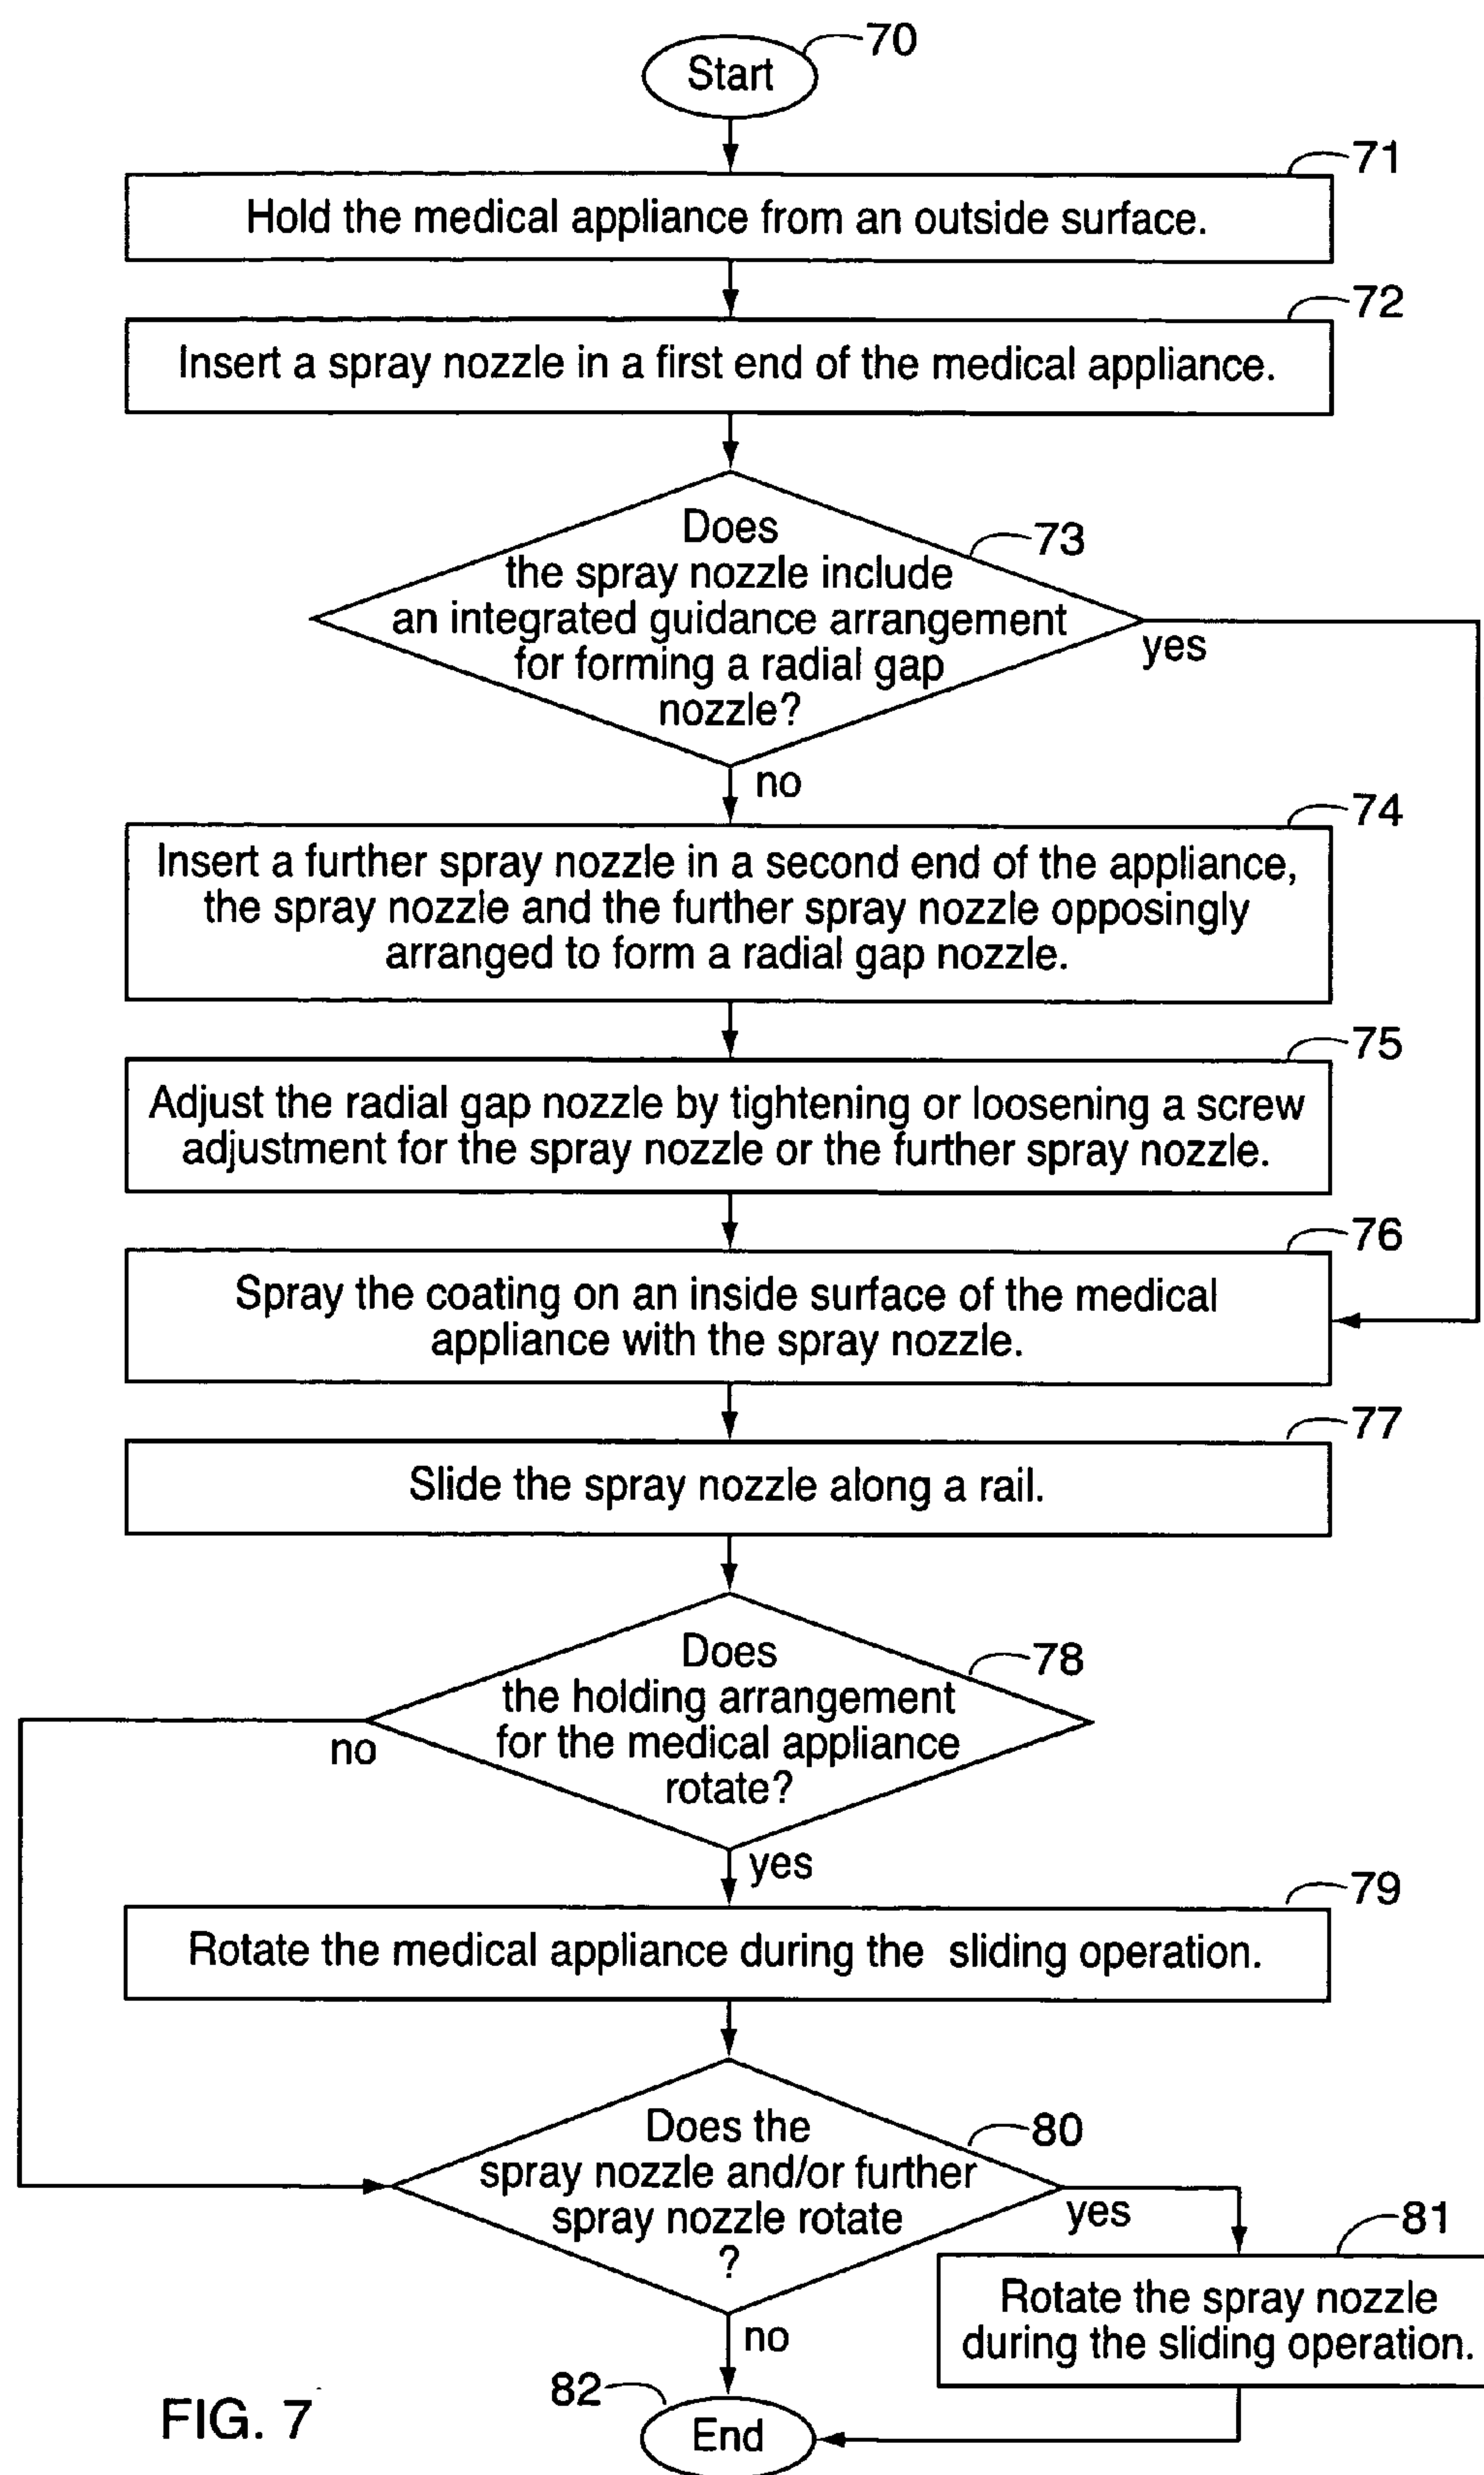 Start
70
71
Hold the medical appliance from an outside surface.
72
Insert a spray nozzle in a first end of the medical appliance.
Does
the spray nozzle include
an integrated guidance arrangement
for forming a radial gap
nozzle?
73
yes
no
74
Insert a further spray nozzle in a second end of the appliance,
the spray nozzle and the further spray nozzle opposingly
arranged to form a radial gap nozzle.
75
Adjust the radial gap nozzle by tightening or loosening a screw
adjustment for the spray nozzle or the further spray nozzle.
76
Spray the coating on an inside surface of the medical
appliance with the spray nozzle.
77
Slide the spray nozzle along a rail.
Does
the holding arrangement
for the medical appliance
rotate?
78
no
yes
79
Rotate the medical appliance during the sliding operation.
Does the
spray nozzle and/or further
spray nozzle rotate
?
80
yes
81
Rotate the spray nozzle
during the sliding operation.
no
82
End
FIG. 7